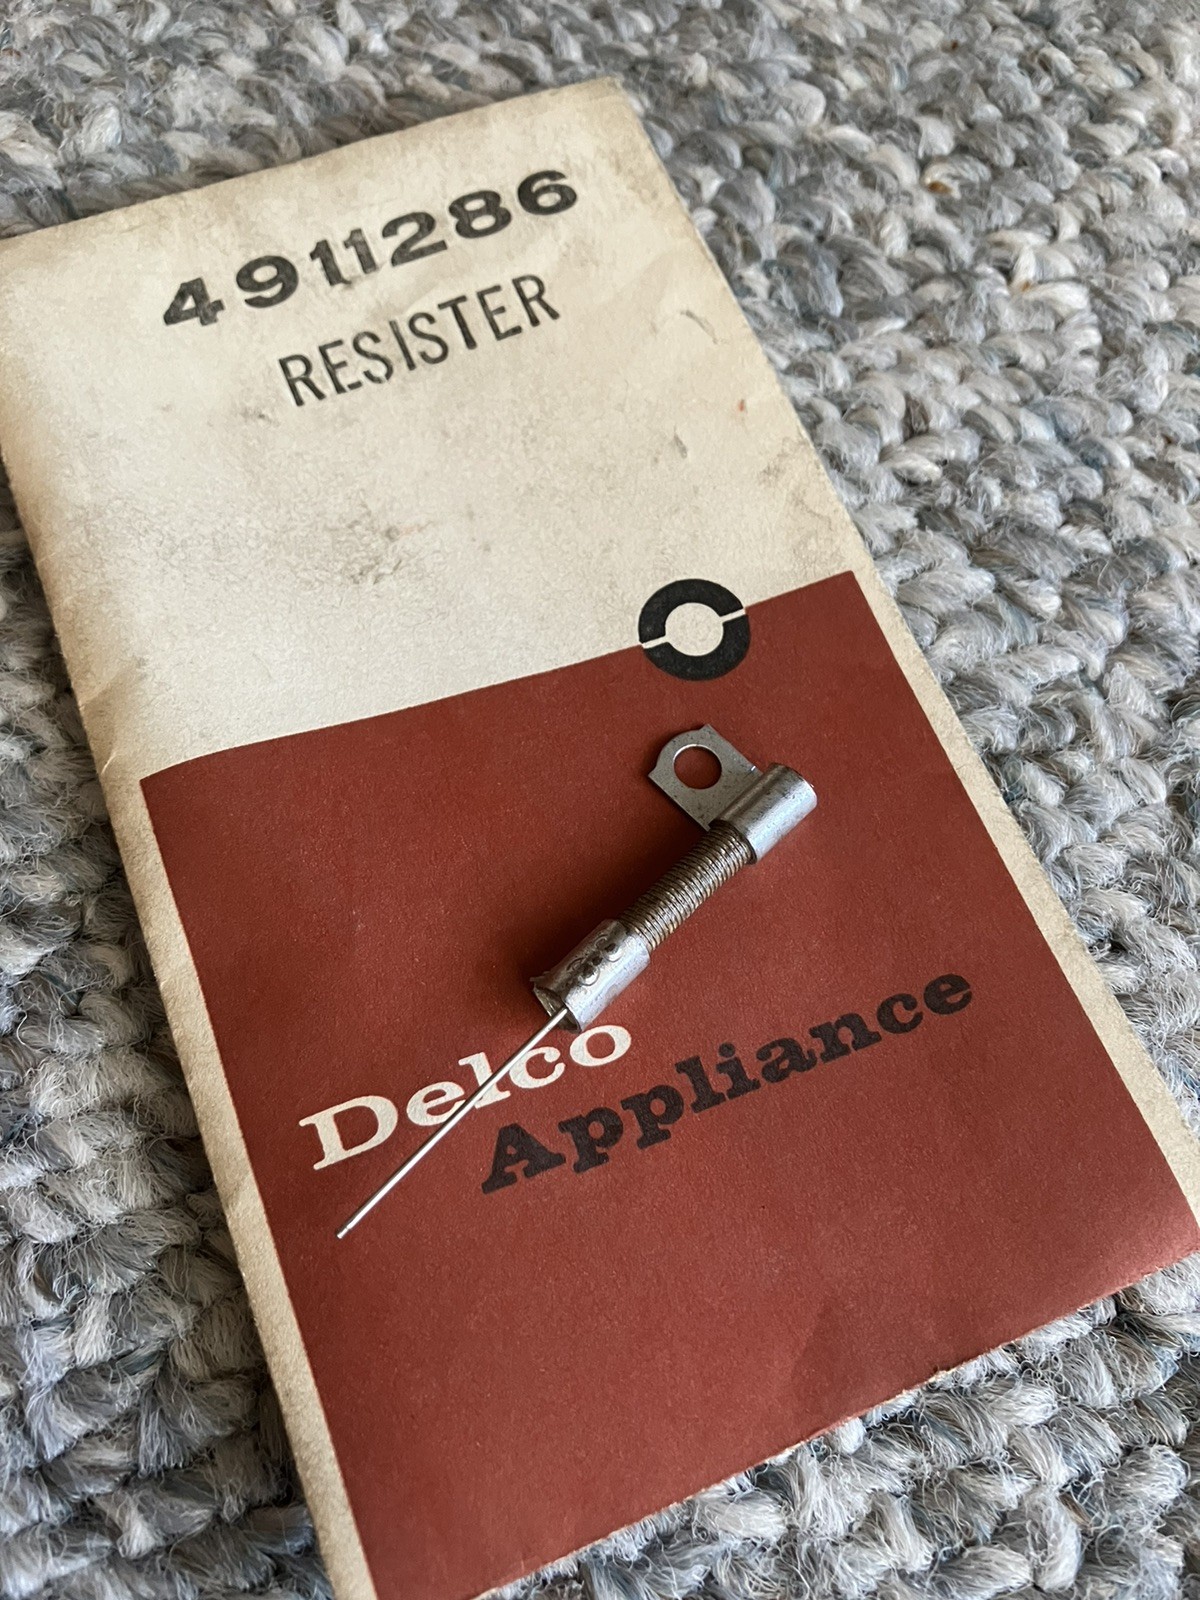 4911286
RESISTER
Delco
Appliance